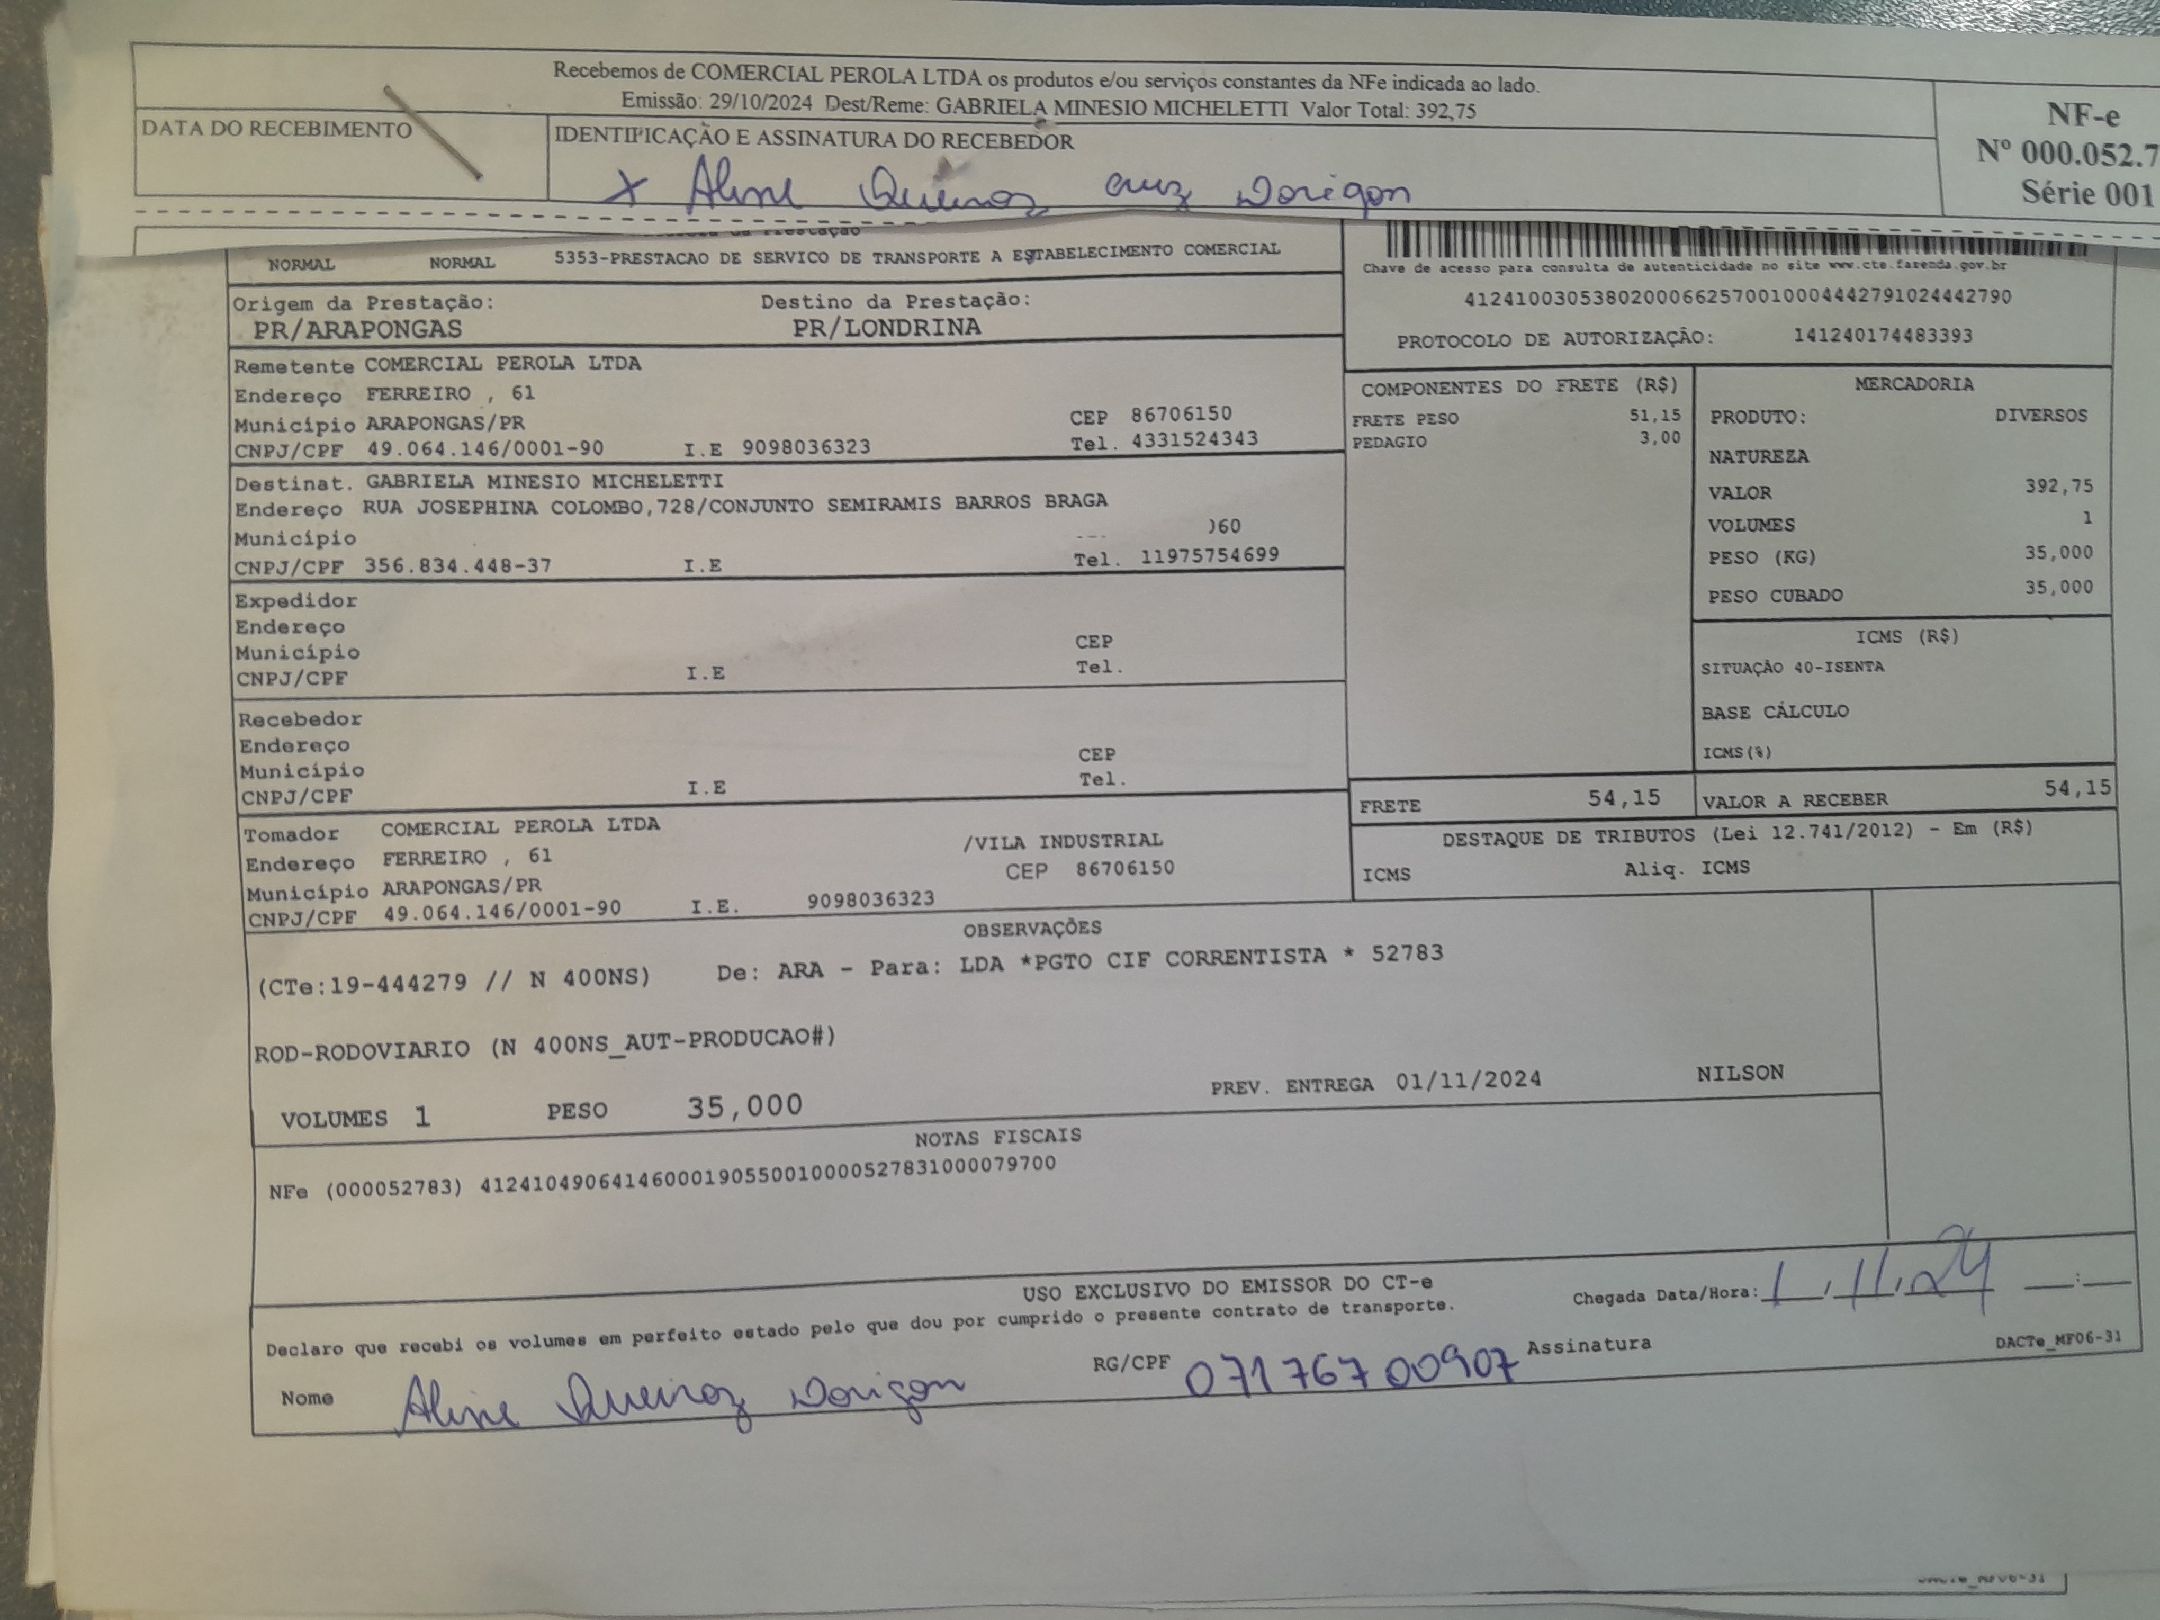 Recebemos de COMERCIAL PEROLA LTDA os produtos e/ou serviços constantes da NFe indicada ao lado.
Emissão: 29/10/2024 Dest/Reme: GABRIELA MINESIO MICHELETTI Valor Total: 392,75
DATA DO RECEBIMENTO
IDENTIFICAÇÃO E ASSINATURA DO RECEBEDOR
X Aline Queiroz Cruz Dorigon
NF-e
Nº 000.052.7
Série 001
NORMAL NORMAL 5353-PRESTACAO DE SERVICO DE TRANSPORTE A ESTABELECIMENTO COMERCIAL
Chave de acesso para consulta de autenticidade no site www.cte.fazenda.gov.br
41241003053802000662570010004442791024442790
PROTOCOLO DE AUTORIZAÇÃO: 141240174483393
Origem da Prestação: Destino da Prestação:
PR/ARAPONGAS PR/LONDRINA
Remetente COMERCIAL PEROLA LTDA
Endereço FERREIRO , 61
Município ARAPONGAS/PR CEP 86706150
CNPJ/CPF 49.064.146/0001-90 I.E 9098036323 Tel. 4331524343
Destinat. GABRIELA MINESIO MICHELETTI
Endereço RUA JOSEPHINA COLOMBO,728/CONJUNTO SEMIRAMIS BARROS BRAGA
Município )60
CNPJ/CPF 356.834.448-37 I.E Tel. 11975754699
Expedidor
Endereço
Município CEP
CNPJ/CPF I.E Tel.
Recebedor
Endereço
Município CEP
CNPJ/CPF I.E Tel.
Tomador COMERCIAL PEROLA LTDA
Endereço FERREIRO , 61 /VILA INDUSTRIAL
Município ARAPONGAS/PR CEP 86706150
CNPJ/CPF 49.064.146/0001-90 I.E. 9098036323
COMPONENTES DO FRETE (R$)
FRETE PESO 51,15
PEDAGIO 3,00
MERCADORIA
PRODUTO: DIVERSOS
NATUREZA
VALOR 392,75
VOLUMES 1
PESO (KG) 35,000
PESO CUBADO 35,000
ICMS (R$)
SITUAÇÃO 40-ISENTA
BASE CÁLCULO
ICMS(%)
FRETE 54,15 VALOR A RECEBER 54,15
DESTAQUE DE TRIBUTOS (Lei 12.741/2012) - Em (R$)
ICMS Aliq. ICMS
OBSERVAÇÕES
(CTe:19-444279 // N 400NS) De: ARA - Para: LDA *PGTO CIF CORRENTISTA * 52783
ROD-RODOVIARIO (N 400NS_AUT-PRODUCAO#)
VOLUMES 1 PESO 35,000 PREV. ENTREGA 01/11/2024 NILSON
NOTAS FISCAIS
NFe (000052783) 41241049064146000190550010000527831000079700
USO EXCLUSIVO DO EMISSOR DO CT-e
Declaro que recebi os volumes em perfeito estado pelo que dou por cumprido o presente contrato de transporte.
Chegada Data/Hora: 1 / 11 / 24 __:__
Nome Aline Queiroz Dorigon RG/CPF 07176700907 Assinatura
DACTe_MF06-31
DACTe_MF06-31